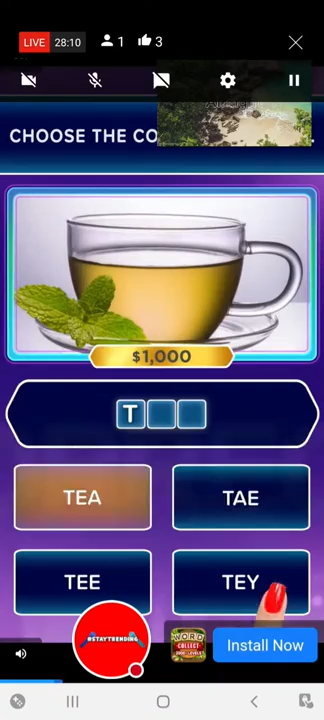 LIVE 28:10 1 3
CHOOSE THE CO
$1,000
T
TEA
TAE
TEE
TEY
#STAYTRENDING
WORD
COLLECT
Install Now